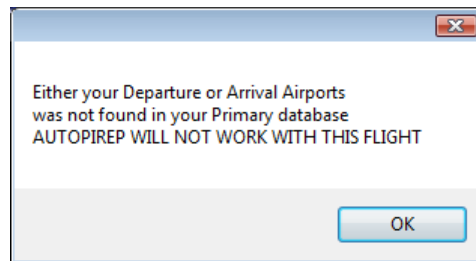 Either your Departure or Arrival Airports
was not found in your Primary database
AUTOPIREP WILL NOT WORK WITH THIS FLIGHT
OK